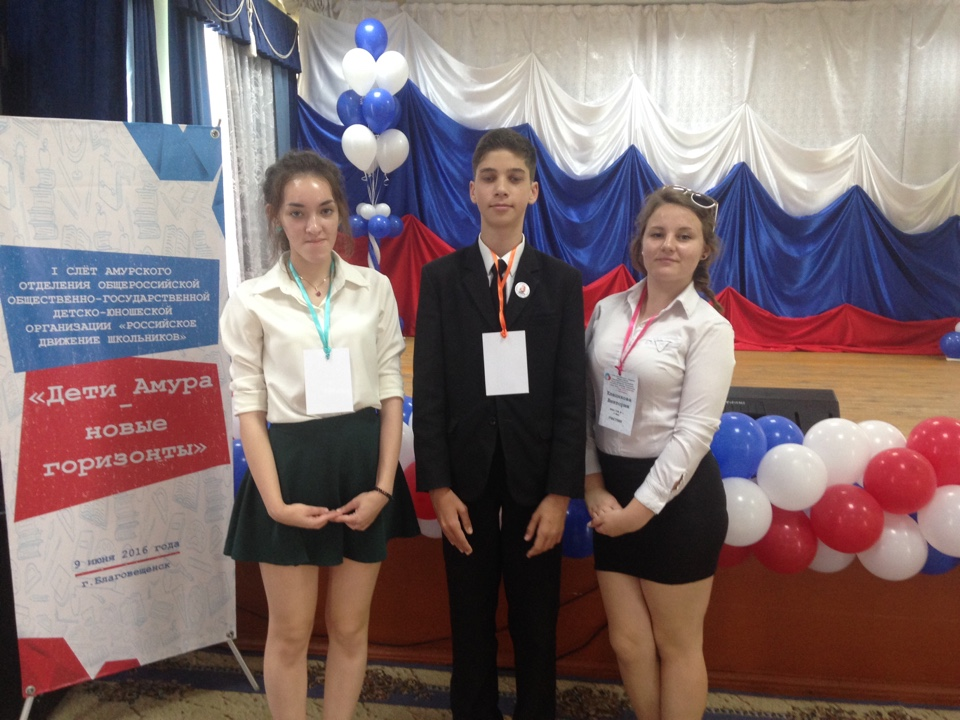 I СЛЁТ АМУРСКОГО
ОТДЕЛЕНИЯ ОБЩЕРОССИЙСКОЙ
ОБЩЕСТВЕННО-ГОСУДАРСТВЕННОЙ
ДЕТСКО-ЮНОШЕСКОЙ
ОРГАНИЗАЦИИ «РОССИЙСКОЕ
ДВИЖЕНИЕ ШКОЛЬНИКОВ»
«Дети Амура
–
новые
горизонты»
9 июня 2016 года
г.Благовещенск